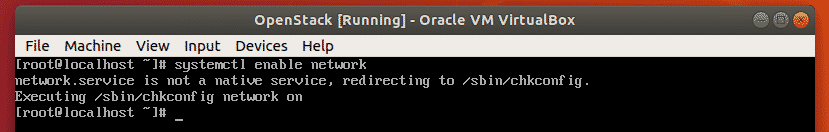 OpenStack [Running] - Oracle VM VirtualBox
File Machine View Input Devices Help
[root@localhost ~]# systemctl enable network
network.service is not a native service, redirecting to /sbin/chkconfig.
Executing /sbin/chkconfig network on
[root@localhost ~]# _